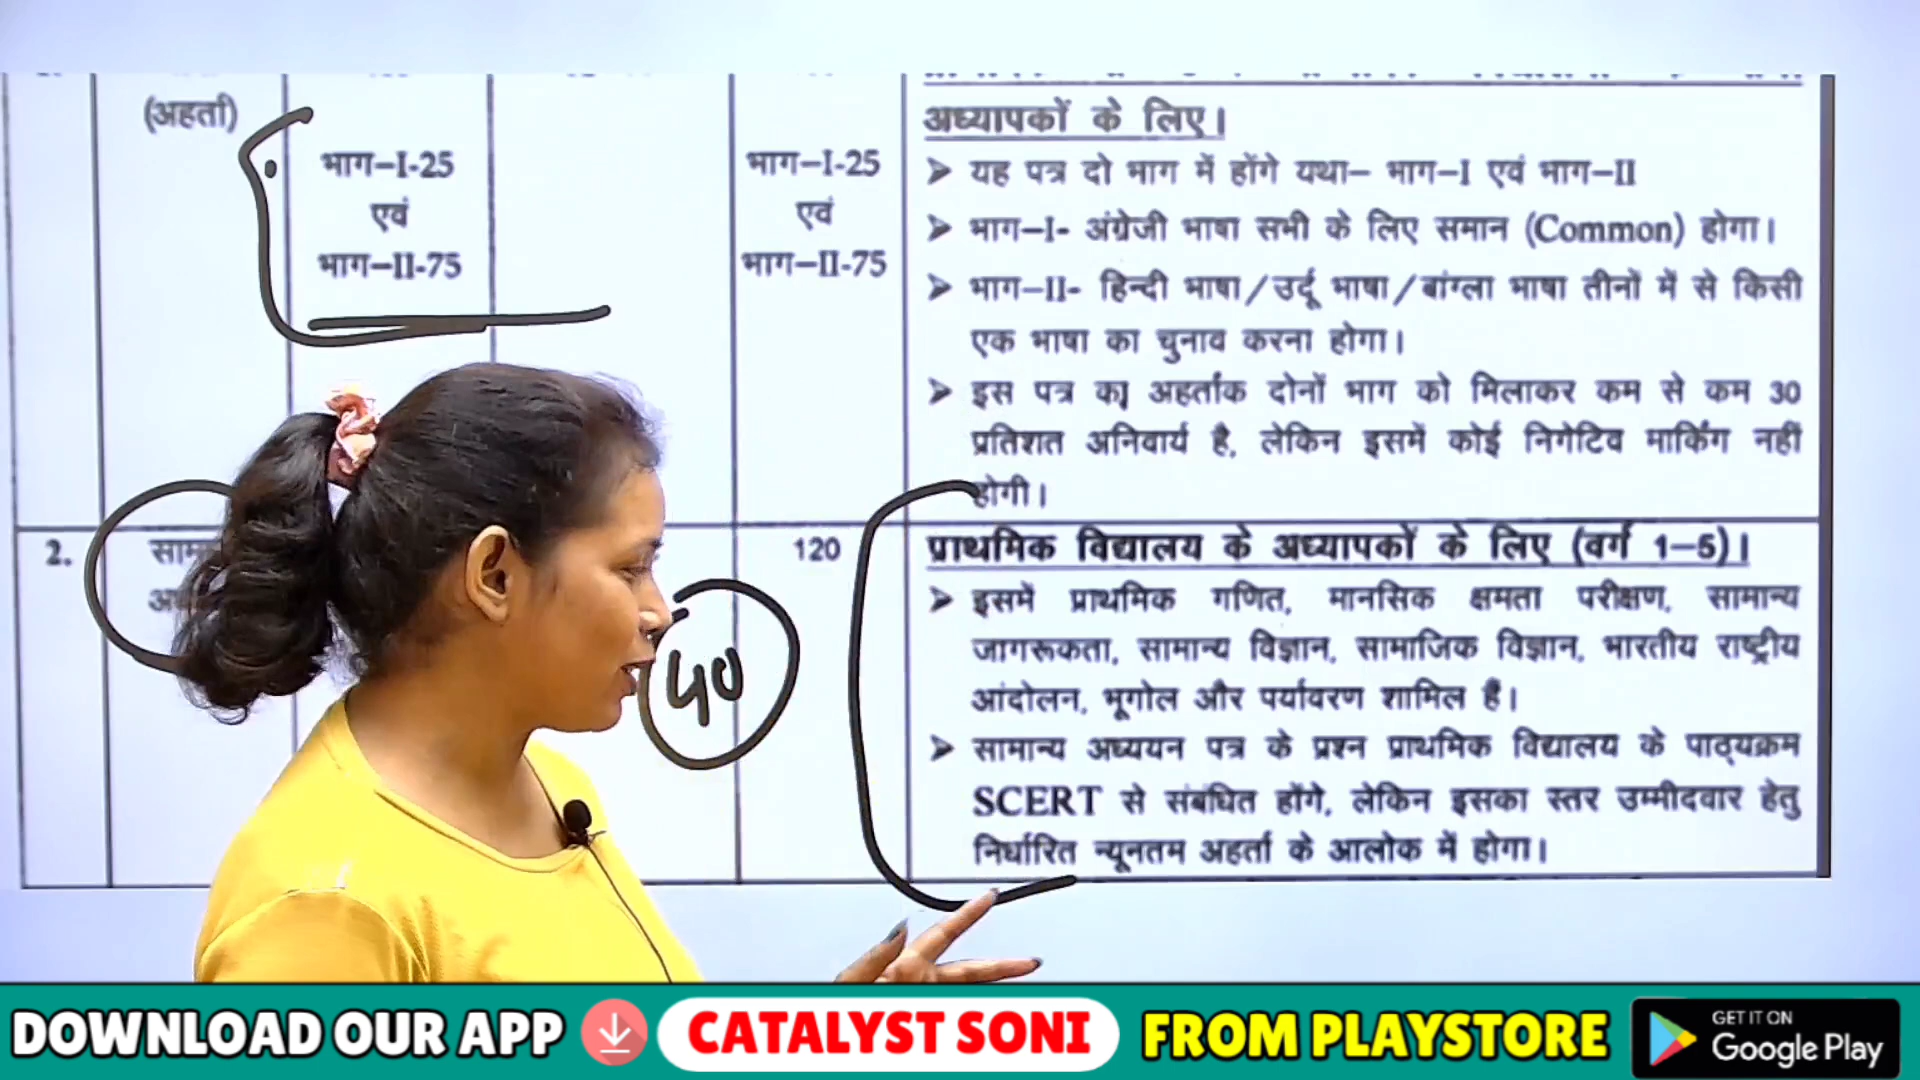 (अहर्ता)
भाग–I-25
एवं
भाग–II-75
भाग–I-25
एवं
भाग–II-75
अध्यापकों के लिए।
➤ यह पत्र दो भाग में होंगे यथा– भाग–I एवं भाग–II
➤ भाग–I- अंग्रेजी भाषा सभी के लिए समान (Common) होगा।
➤ भाग–II- हिन्दी भाषा/उर्दू भाषा/बांग्ला भाषा तीनों में से किसी
एक भाषा का चुनाव करना होगा।
➤ इस पत्र का अहर्तांक दोनों भाग को मिलाकर कम से कम 30
प्रतिशत अनिवार्य है, लेकिन इसमें कोई निगेटिव मार्किंग नहीं
होगी।
2.
120
प्राथमिक विद्यालय के अध्यापकों के लिए (वर्ग 1–5)।
➤ इसमें प्राथमिक गणित, मानसिक क्षमता परीक्षण, सामान्य
जागरूकता, सामान्य विज्ञान, सामाजिक विज्ञान, भारतीय राष्ट्रीय
आंदोलन, भूगोल और पर्यावरण शामिल हैं।
➤ सामान्य अध्ययन पत्र के प्रश्न प्राथमिक विद्यालय के पाठ्यक्रम
SCERT से संबंधित होंगे, लेकिन इसका स्तर उम्मीदवार हेतु
निर्धारित न्यूनतम अहर्ता के आलोक में होगा।
40
DOWNLOAD OUR APP CATALYST SONI FROM PLAYSTORE
GET IT ON
Google Play